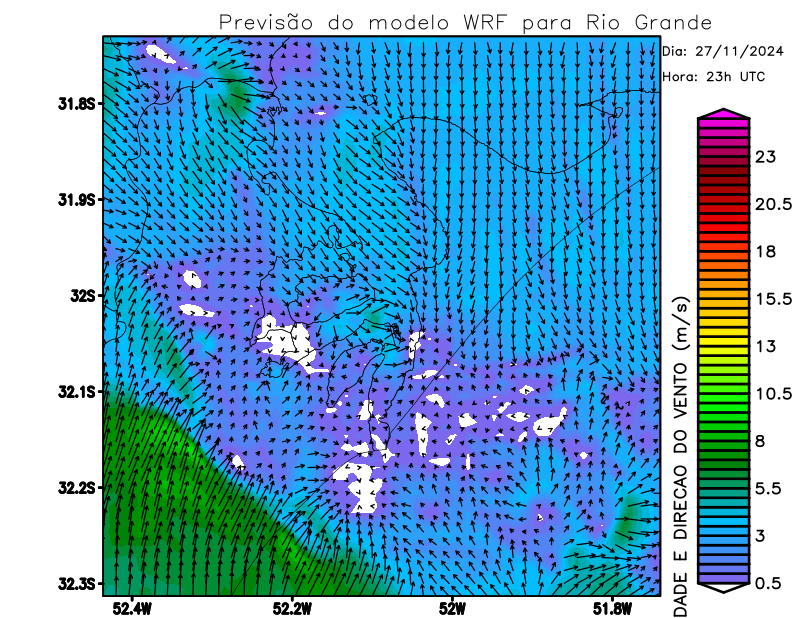 Previsão do modelo WRF para Rio Grande
Dia: 27/11/2024
Hora: 23h UTC
31.8S
31.9S
32S
32.1S
32.2S
32.3S
52.4W
52.2W
52W
51.8W
23
20.5
18
15.5
13
10.5
8
5.5
3
0.5
DADE E DIRECAO DO VENTO (m/s)